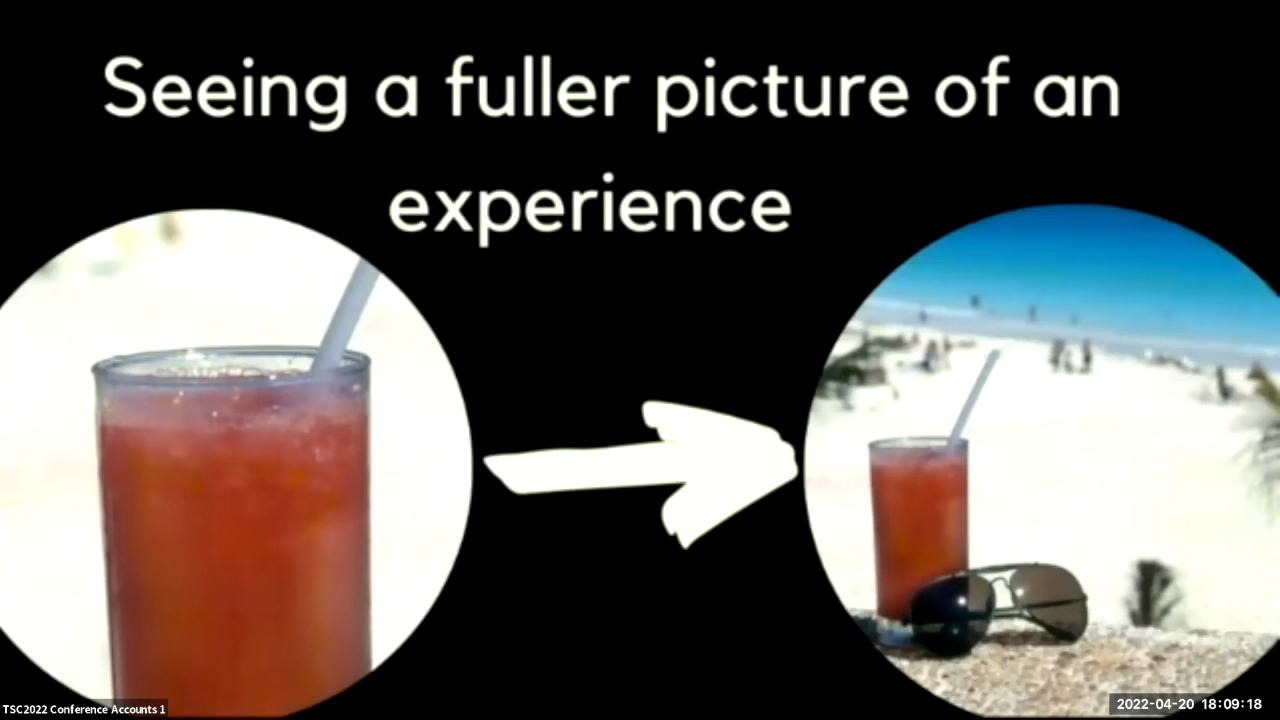 Seeing a fuller picture of an
experience
TSC2022 Conference Accounts 1
2022-04-20 18:09:18